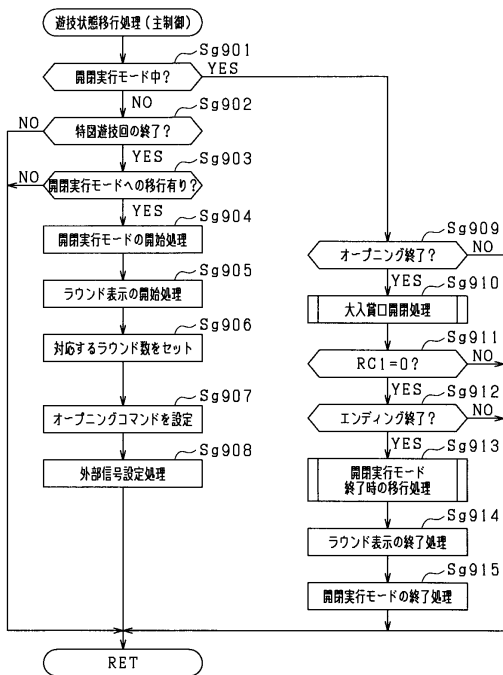 遊技状態移行処理(主制御)
Sg901
開閉実行モード中?
YES
NO
Sg902
特図遊技回の終了?
NO
YES
Sg903
開閉実行モードへの移行有り?
NO
YES
Sg904
開閉実行モードの開始処理
Sg905
ラウンド表示の開始処理
Sg906
対応するラウンド数をセット
Sg907
オープニングコマンドを設定
Sg908
外部信号設定処理
Sg909
オープニング終了?
NO
YES
Sg910
大入賞口開閉処理
Sg911
RC1=0?
NO
YES
Sg912
エンディング終了?
NO
YES
Sg913
開閉実行モード
終了時の移行処理
Sg914
ラウンド表示の終了処理
Sg915
開閉実行モードの終了処理
RET